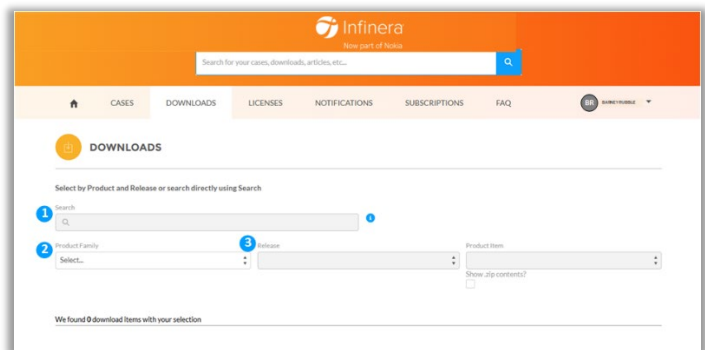 Infinera
Now part of Nokia
Search for your cases, downloads, articles, etc...
CASES DOWNLOADS LICENSES NOTIFICATIONS SUBSCRIPTIONS FAQ BR BARNEY RUBBLE
DOWNLOADS
Select by Product and Release or search directly using Search
1 Search
i
2 Product Family 3 Release Product Item
Select...
Show .zip contents?
We found 0 download items with your selection